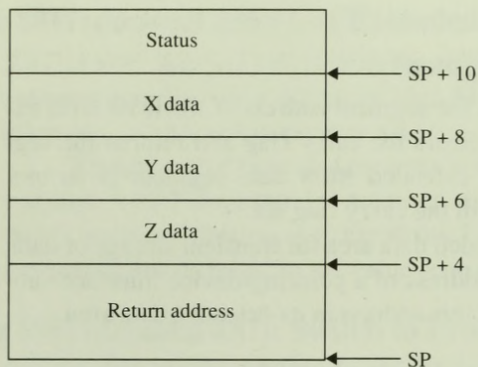 Status
SP + 10
X data
SP + 8
Y data
SP + 6
Z data
SP + 4
Return address
SP